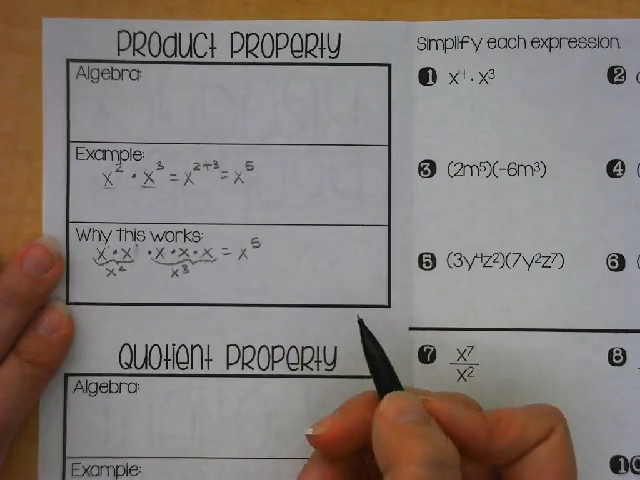 PRODUCT PROPERTY
Algebra:
Example:
x² · x³ = x²⁺³ = x⁵
Why this works:
x · x · x · x · x = x⁵
x² x³
QUOTIENT PROPERTY
Algebra:
Example:
Simplify each expression.
1 x¹¹ · x³
2
3 (2m⁵)(-6m³)
4 (
5 (3y⁴z²)(7y²z⁷)
6 (
7 x⁷
x²
8
10